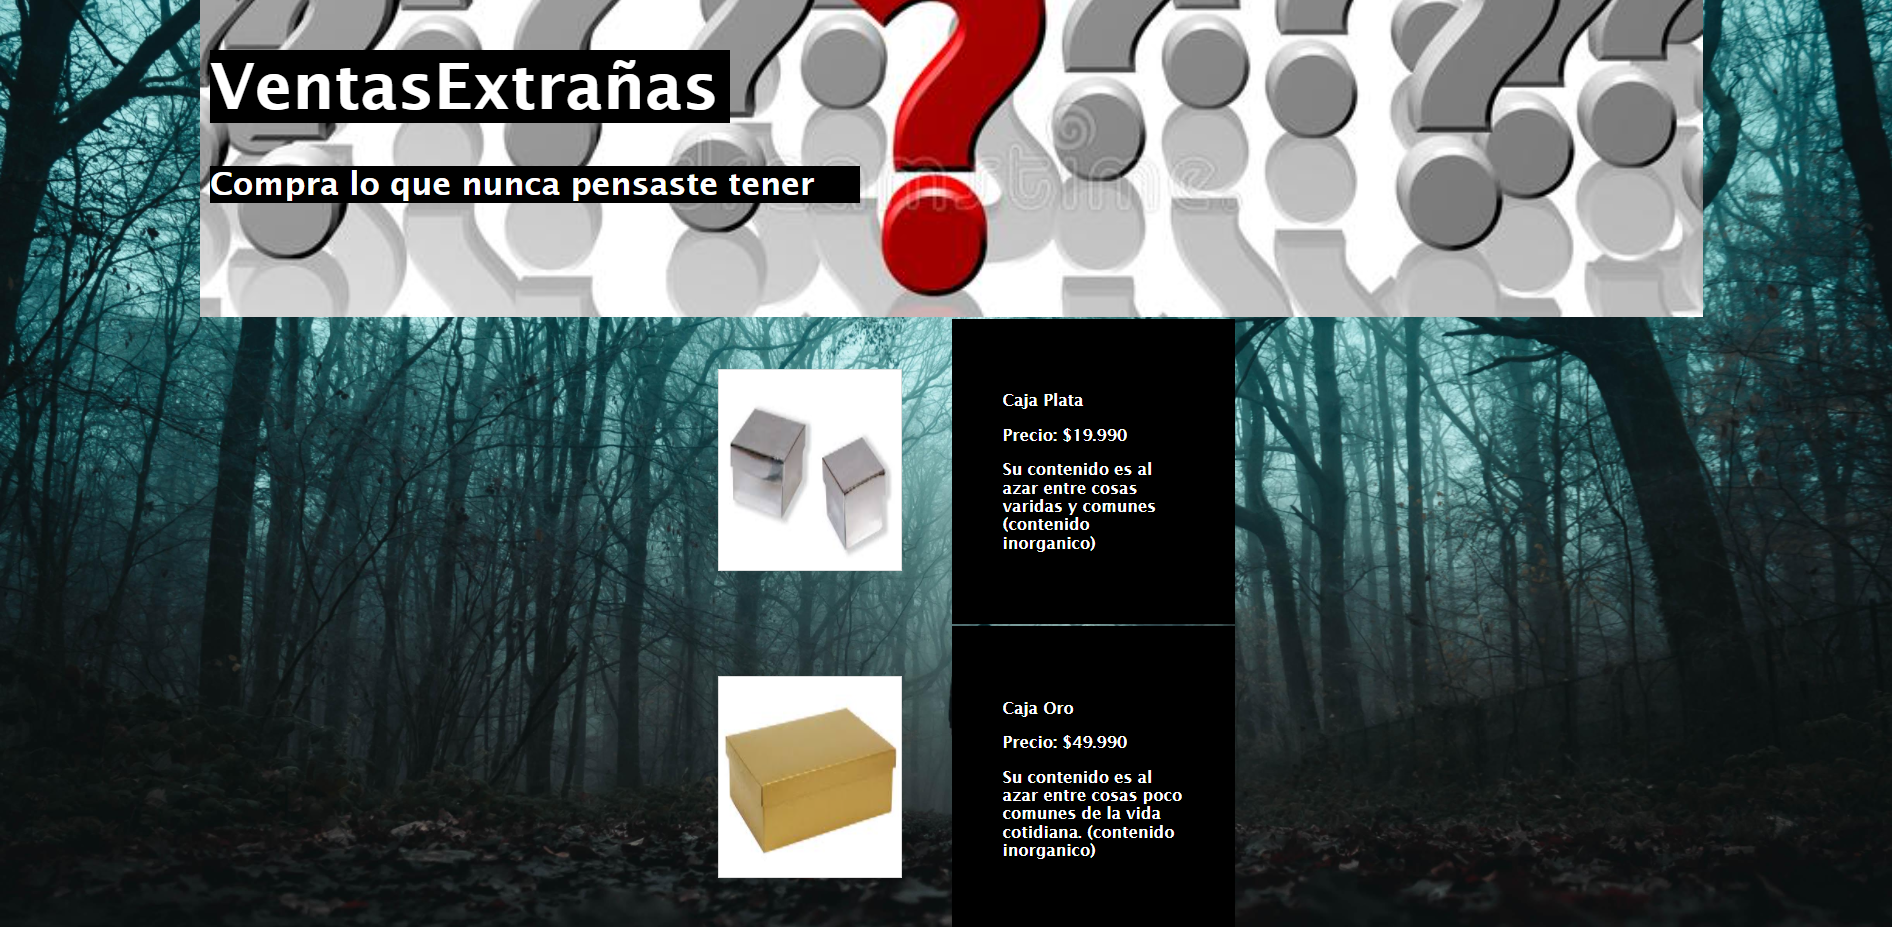 VentasExtrañas
Compra lo que nunca pensaste tener
dreamstime
Caja Plata
Precio: $19.990
Su contenido es al
azar entre cosas
varidas y comunes
(contenido
inorganico)
Caja Oro
Precio: $49.990
Su contenido es al
azar entre cosas poco
comunes de la vida
cotidiana. (contenido
inorganico)